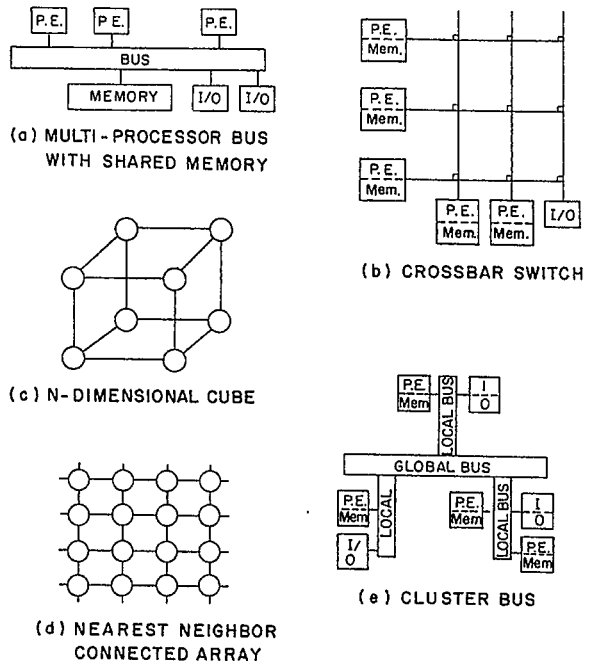 P.E. P.E. P.E.
BUS
MEMORY I/O I/O
(a) MULTI-PROCESSOR BUS
WITH SHARED MEMORY
P.E.
Mem.
P.E.
Mem.
P.E.
Mem.
P.E. P.E. I/O
Mem. Mem.
(b) CROSSBAR SWITCH
(c) N-DIMENSIONAL CUBE
(d) NEAREST NEIGHBOR
CONNECTED ARRAY
P.E.
Mem
LOCAL BUS
I
O
GLOBAL BUS
P.E.
Mem
I/
O
LOCAL
P.E.
Mem
LOCAL BUS
I
O
P.E.
Mem
(e) CLUSTER BUS